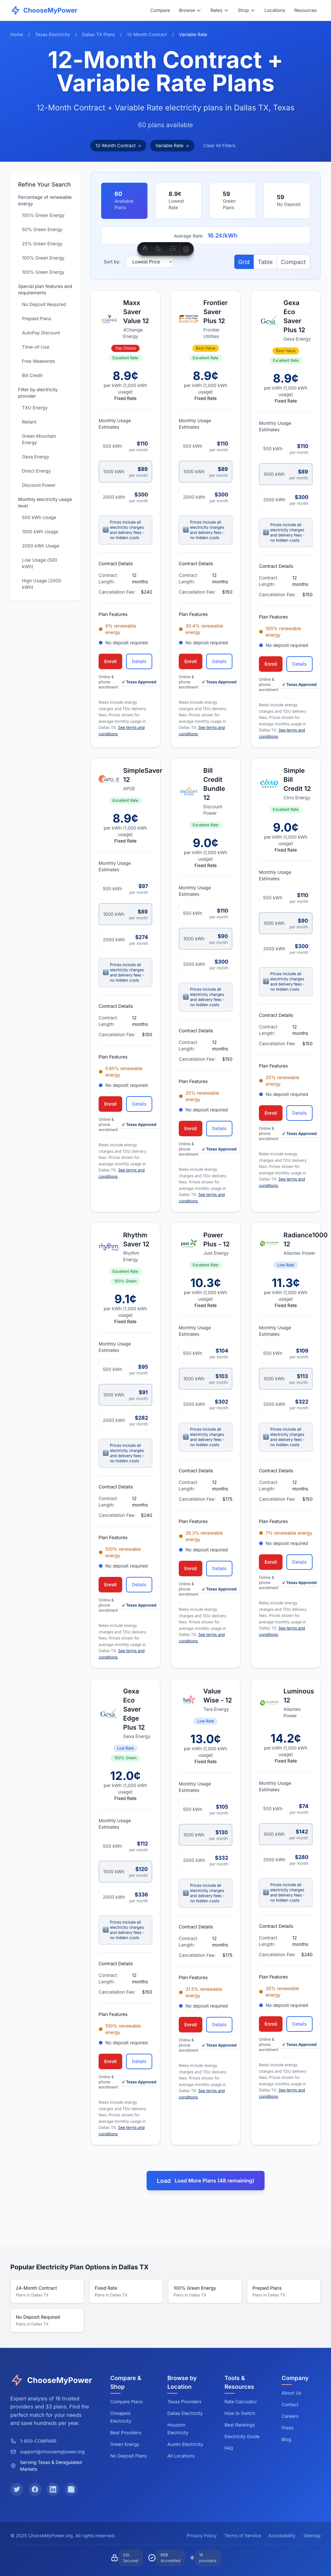 ChooseMyPower
Compare Browse Rates Shop Locations Resources
Home / Texas Electricity / Dallas TX Plans / 12-Month Contract / Variable Rate
12-Month Contract +
Variable Rate Plans
12-Month Contract + Variable Rate electricity plans in Dallas, Texas
60 plans available
12-Month Contract × Variable Rate × Clear All Filters
Refine Your Search
Percentage of renewable
energy
100% Green Energy
50% Green Energy
25% Green Energy
100% Green Energy
100% Green Energy
Special plan features and
requirements
No Deposit Required
Prepaid Plans
AutoPay Discount
Time-of-Use
Free Weekends
Bill Credit
Filter by electricity
provider
TXU Energy
Reliant
Green Mountain
Energy
Gexa Energy
Direct Energy
Discount Power
Monthly electricity usage
level
500 kWh Usage
1000 kWh Usage
2000 kWh Usage
Low Usage (500
kWh)
High Usage (2000
kWh)
60
Available
Plans
8.9¢
Lowest
Rate
59
Green
Plans
59
No Deposit
Average Rate: 16.2¢/kWh
Sort by: Lowest Price
Grid Table Compact
Maxx
Saver
Value 12
4Change
Energy
Top Choice
Excellent Rate
8.9¢
per kWh (1,000 kWh
usage)
Fixed Rate
Monthly Usage
Estimates
500 kWh $110
per month
1000 kWh $89
per month
2000 kWh $300
per month
Prices include all
electricity charges
and delivery fees -
no hidden costs
Contract Details
Contract
Length: 12
months
Cancellation Fee: $240
Plan Features
9% renewable
energy
No deposit required
Enroll Details
Online &
phone
enrollment
✓ Texas Approved
Rates include energy
charges and TDU delivery
fees. Prices shown for
average monthly usage in
Dallas TX. See terms and
conditions.
Frontier
Saver
Plus 12
Frontier
Utilities
Best Value
Excellent Rate
8.9¢
per kWh (1,000 kWh
usage)
Fixed Rate
Monthly Usage
Estimates
500 kWh $110
per month
1000 kWh $89
per month
2000 kWh $300
per month
Prices include all
electricity charges
and delivery fees -
no hidden costs
Contract Details
Contract
Length: 12
months
Cancellation Fee: $150
Plan Features
30.4% renewable
energy
No deposit required
Enroll Details
Online &
phone
enrollment
✓ Texas Approved
Rates include energy
charges and TDU delivery
fees. Prices shown for
average monthly usage in
Dallas TX. See terms and
conditions.
Gexa
Eco
Saver
Plus 12
Gexa Energy
Best Value
Excellent Rate
8.9¢
per kWh (1,000 kWh
usage)
Fixed Rate
Monthly Usage
Estimates
500 kWh $110
per month
1000 kWh $89
per month
2000 kWh $300
per month
Prices include all
electricity charges
and delivery fees -
no hidden costs
Contract Details
Contract
Length: 12
months
Cancellation Fee: $150
Plan Features
100% renewable
energy
No deposit required
Enroll Details
Online &
phone
enrollment
✓ Texas Approved
Rates include energy
charges and TDU delivery
fees. Prices shown for
average monthly usage in
Dallas TX. See terms and
conditions.
SimpleSaver
12
APGE
Excellent Rate
8.9¢
per kWh (1,000 kWh
usage)
Fixed Rate
Monthly Usage
Estimates
500 kWh $97
per month
1000 kWh $89
per month
2000 kWh $274
per month
Prices include all
electricity charges
and delivery fees -
no hidden costs
Contract Details
Contract
Length: 12
months
Cancellation Fee: $150
Plan Features
5.85% renewable
energy
No deposit required
Enroll Details
Online &
phone
enrollment
✓ Texas Approved
Rates include energy
charges and TDU delivery
fees. Prices shown for
average monthly usage in
Dallas TX. See terms and
conditions.
Bill
Credit
Bundle
12
Discount
Power
Excellent Rate
9.0¢
per kWh (1,000 kWh
usage)
Fixed Rate
Monthly Usage
Estimates
500 kWh $110
per month
1000 kWh $90
per month
2000 kWh $300
per month
Prices include all
electricity charges
and delivery fees -
no hidden costs
Contract Details
Contract
Length: 12
months
Cancellation Fee: $150
Plan Features
20% renewable
energy
No deposit required
Enroll Details
Online &
phone
enrollment
✓ Texas Approved
Rates include energy
charges and TDU delivery
fees. Prices shown for
average monthly usage in
Dallas TX. See terms and
conditions.
Simple
Bill
Credit 12
Cirro Energy
Excellent Rate
9.0¢
per kWh (1,000 kWh
usage)
Fixed Rate
Monthly Usage
Estimates
500 kWh $110
per month
1000 kWh $90
per month
2000 kWh $300
per month
Prices include all
electricity charges
and delivery fees -
no hidden costs
Contract Details
Contract
Length: 12
months
Cancellation Fee: $150
Plan Features
20% renewable
energy
No deposit required
Enroll Details
Online &
phone
enrollment
✓ Texas Approved
Rates include energy
charges and TDU delivery
fees. Prices shown for
average monthly usage in
Dallas TX. See terms and
conditions.
Rhythm
Saver 12
Rhythm
Energy
Excellent Rate
100% Green
9.1¢
per kWh (1,000 kWh
usage)
Fixed Rate
Monthly Usage
Estimates
500 kWh $95
per month
1000 kWh $91
per month
2000 kWh $282
per month
Prices include all
electricity charges
and delivery fees -
no hidden costs
Contract Details
Contract
Length: 12
months
Cancellation Fee: $240
Plan Features
100% renewable
energy
No deposit required
Enroll Details
Online &
phone
enrollment
✓ Texas Approved
Rates include energy
charges and TDU delivery
fees. Prices shown for
average monthly usage in
Dallas TX. See terms and
conditions.
Power
Plus - 12
Just Energy
Excellent Rate
10.3¢
per kWh (1,000 kWh
usage)
Fixed Rate
Monthly Usage
Estimates
500 kWh $104
per month
1000 kWh $103
per month
2000 kWh $302
per month
Prices include all
electricity charges
and delivery fees -
no hidden costs
Contract Details
Contract
Length: 12
months
Cancellation Fee: $175
Plan Features
26.3% renewable
energy
No deposit required
Enroll Details
Online &
phone
enrollment
✓ Texas Approved
Rates include energy
charges and TDU delivery
fees. Prices shown for
average monthly usage in
Dallas TX. See terms and
conditions.
Radiance1000
12
Atlantex Power
Low Rate
11.3¢
per kWh (1,000 kWh
usage)
Fixed Rate
Monthly Usage
Estimates
500 kWh $109
per month
1000 kWh $113
per month
2000 kWh $322
per month
Prices include all
electricity charges
and delivery fees -
no hidden costs
Contract Details
Contract
Length: 12
months
Cancellation Fee: $150
Plan Features
7% renewable energy
No deposit required
Enroll Details
Online &
phone
enrollment
✓ Texas Approved
Rates include energy
charges and TDU delivery
fees. Prices shown for
average monthly usage in
Dallas TX. See terms and
conditions.
Gexa
Eco
Saver
Edge
Plus 12
Gexa Energy
Low Rate
100% Green
12.0¢
per kWh (1,000 kWh
usage)
Fixed Rate
Monthly Usage
Estimates
500 kWh $112
per month
1000 kWh $120
per month
2000 kWh $336
per month
Prices include all
electricity charges
and delivery fees -
no hidden costs
Contract Details
Contract
Length: 12
months
Cancellation Fee: $150
Plan Features
100% renewable
energy
No deposit required
Enroll Details
Online &
phone
enrollment
✓ Texas Approved
Rates include energy
charges and TDU delivery
fees. Prices shown for
average monthly usage in
Dallas TX. See terms and
conditions.
Value
Wise - 12
Tara Energy
Low Rate
13.0¢
per kWh (1,000 kWh
usage)
Fixed Rate
Monthly Usage
Estimates
500 kWh $105
per month
1000 kWh $130
per month
2000 kWh $332
per month
Prices include all
electricity charges
and delivery fees -
no hidden costs
Contract Details
Contract
Length: 12
months
Cancellation Fee: $175
Plan Features
31.5% renewable
energy
No deposit required
Enroll Details
Online &
phone
enrollment
✓ Texas Approved
Rates include energy
charges and TDU delivery
fees. Prices shown for
average monthly usage in
Dallas TX. See terms and
conditions.
Luminous
12
Atlantex
Power
14.2¢
per kWh (1,000 kWh
usage)
Fixed Rate
Monthly Usage
Estimates
500 kWh $74
per month
1000 kWh $142
per month
2000 kWh $280
per month
Prices include all
electricity charges
and delivery fees -
no hidden costs
Contract Details
Contract
Length: 12
months
Cancellation Fee: $240
Plan Features
35% renewable
energy
No deposit required
Enroll Details
Online &
phone
enrollment
✓ Texas Approved
Rates include energy
charges and TDU delivery
fees. Prices shown for
average monthly usage in
Dallas TX. See terms and
conditions.
Load Load More Plans (48 remaining)
Popular Electricity Plan Options in Dallas TX
24-Month Contract
Plans in Dallas TX
Fixed Rate
Plans in Dallas TX
100% Green Energy
Plans in Dallas TX
Prepaid Plans
Plans in Dallas TX
No Deposit Required
Plans in Dallas TX
ChooseMyPower
Expert analysis of 16 trusted
providers and 33 plans. Find the
perfect match for your power
needs and save hundreds per year.
1-800-COMPARE
support@choosemypower.org
Serving Texas & Deregulated
Markets
Compare &
Shop
Compare Plans
Cheapest
Electricity
Best Providers
Green Energy
No Deposit Plans
Browse by
Location
Texas Providers
Dallas Electricity
Houston
Electricity
Austin Electricity
All Locations
Tools &
Resources
Rate Calculator
How to Switch
Best Rankings
Electricity Guide
FAQ
Company
About Us
Contact
Careers
Press
Blog
© 2025 ChooseMyPower.org. All rights reserved.
Privacy Policy Terms of Service Accessibility Sitemap
SSL
Secured
BBB
Accredited
16
providers